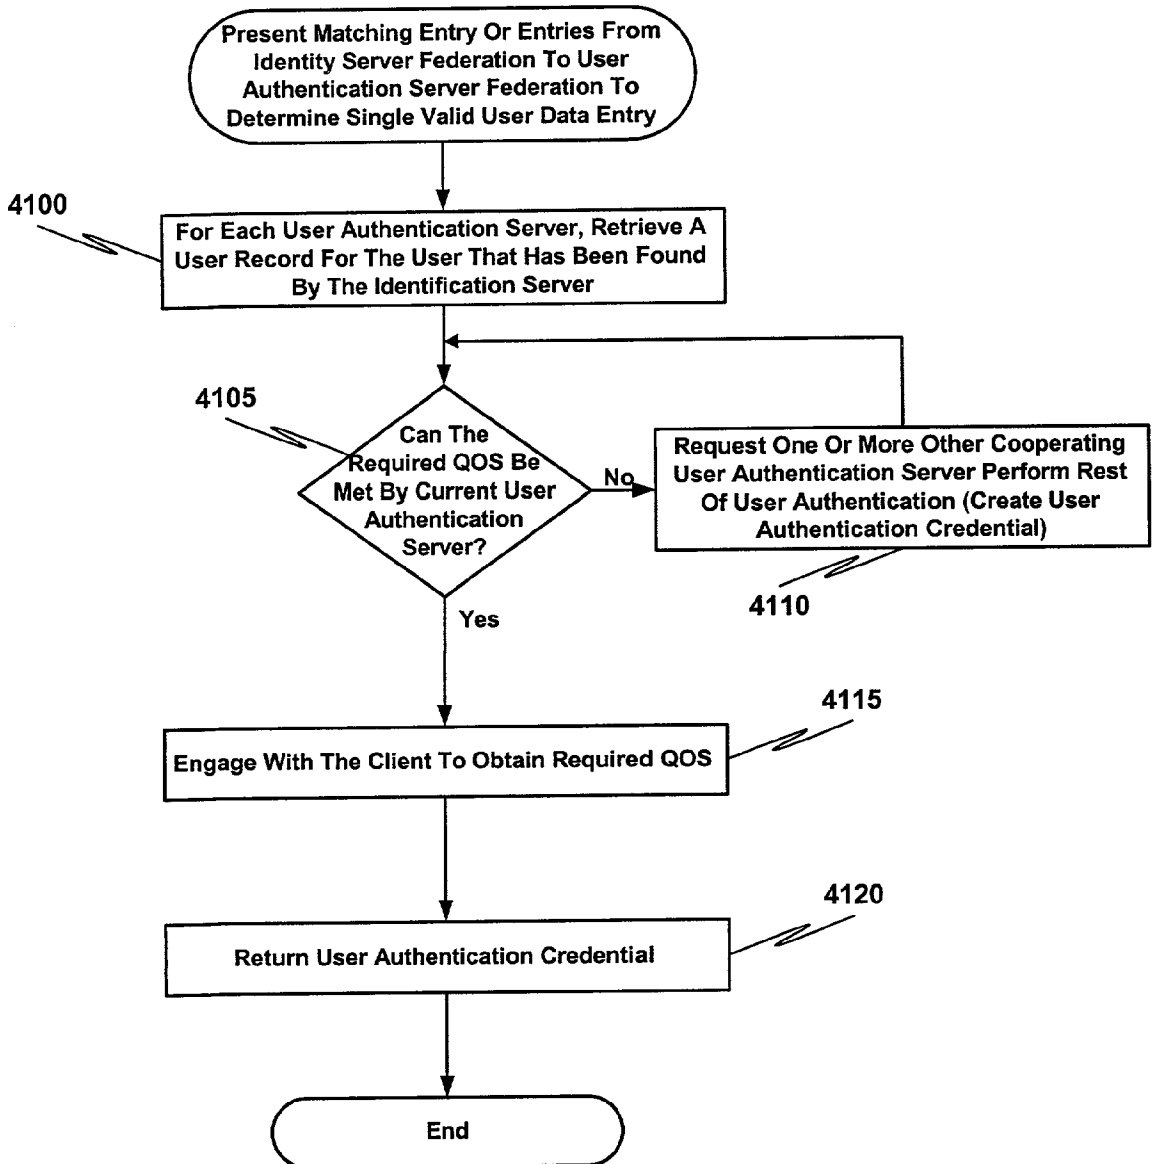 Present Matching Entry Or Entries From
Identity Server Federation To User
Authentication Server Federation To
Determine Single Valid User Data Entry
4100
For Each User Authentication Server, Retrieve A
User Record For The User That Has Been Found
By The Identification Server
4105
Can The
Required QOS Be
Met By Current User
Authentication
Server?
No
Request One Or More Other Cooperating
User Authentication Server Perform Rest
Of User Authentication (Create User
Authentication Credential)
4110
Yes
4115
Engage With The Client To Obtain Required QOS
4120
Return User Authentication Credential
End